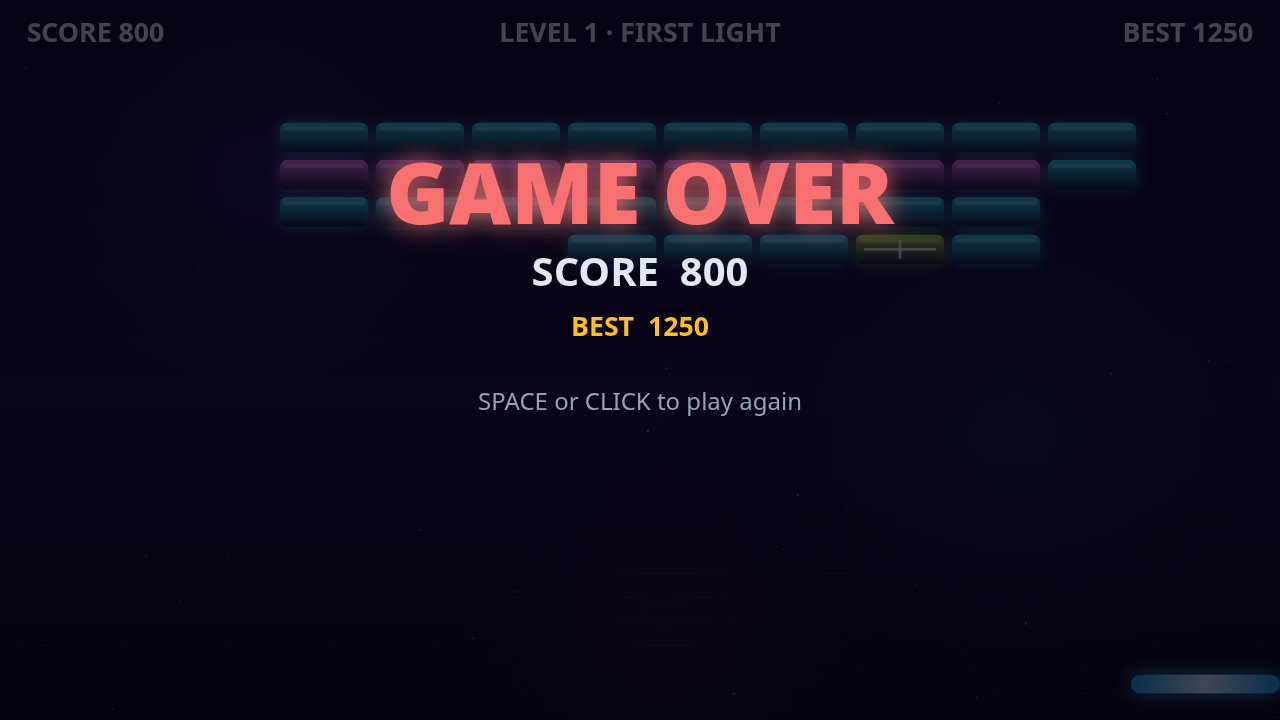 SCORE 800 LEVEL 1 · FIRST LIGHT BEST 1250
GAME OVER
SCORE 800
BEST 1250
SPACE or CLICK to play again